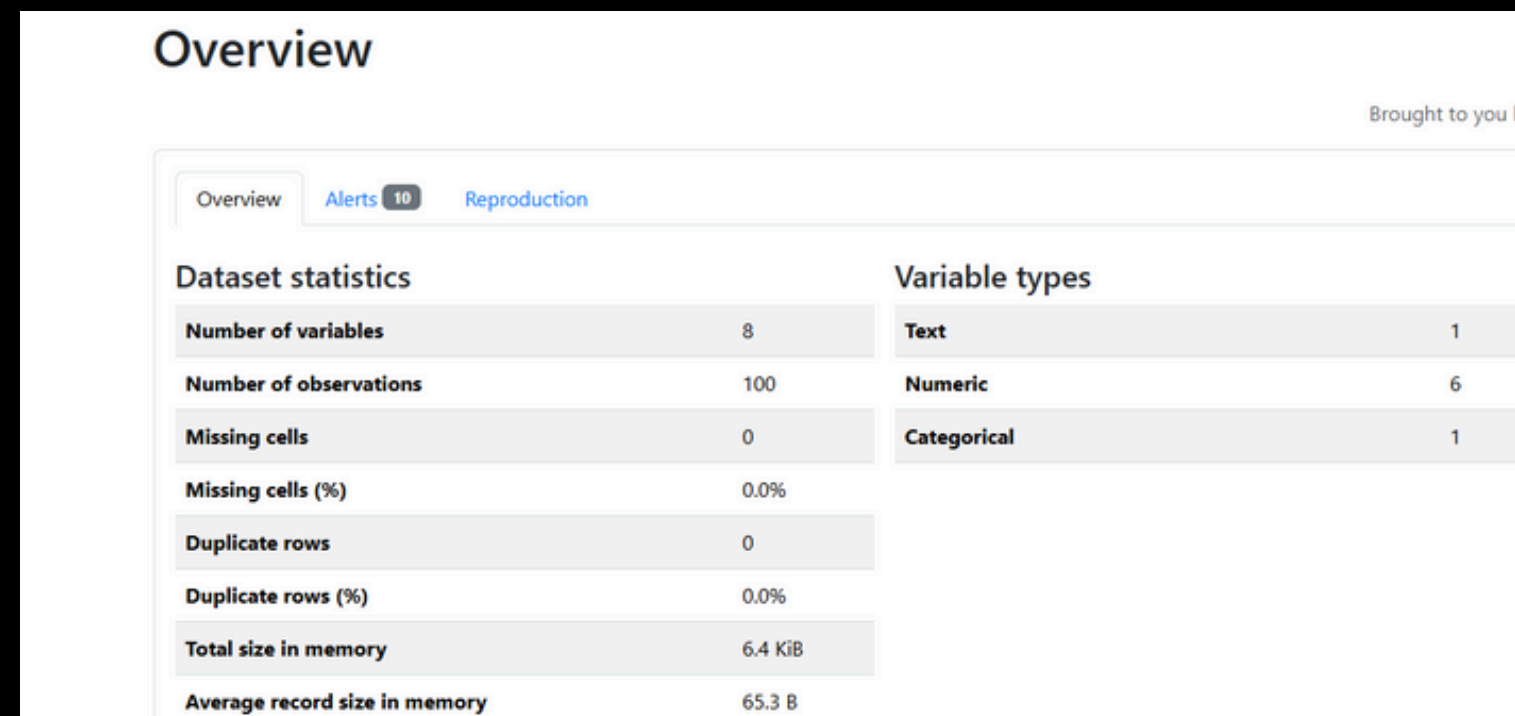 Overview
Brought to you
Overview Alerts 10 Reproduction
Dataset statistics Variable types
Number of variables 8 Text 1
Number of observations 100 Numeric 6
Missing cells 0 Categorical 1
Missing cells (%) 0.0%
Duplicate rows 0
Duplicate rows (%) 0.0%
Total size in memory 6.4 KiB
Average record size in memory 65.3 B